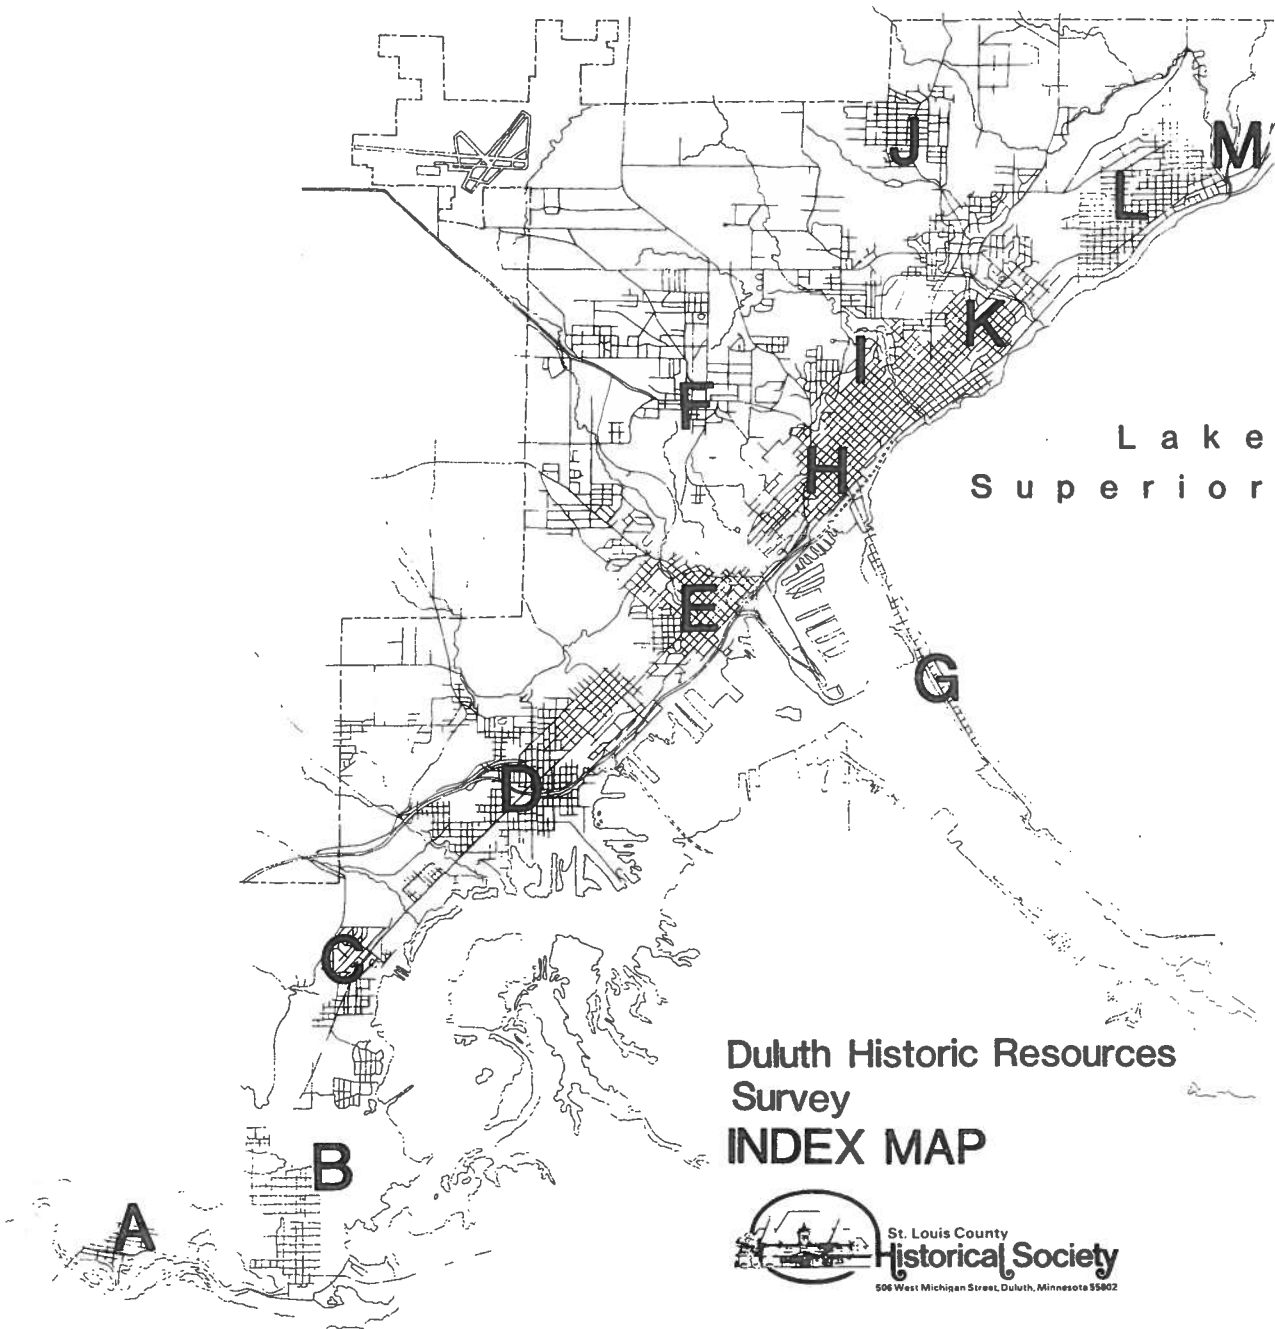 J
M
L
K
I
F
Lake
H
Superior
E
G
D
C
Duluth Historic Resources
Survey
INDEX MAP
B
A
St. Louis County
Historical Society
506 West Michigan Street, Duluth, Minnesota 55802